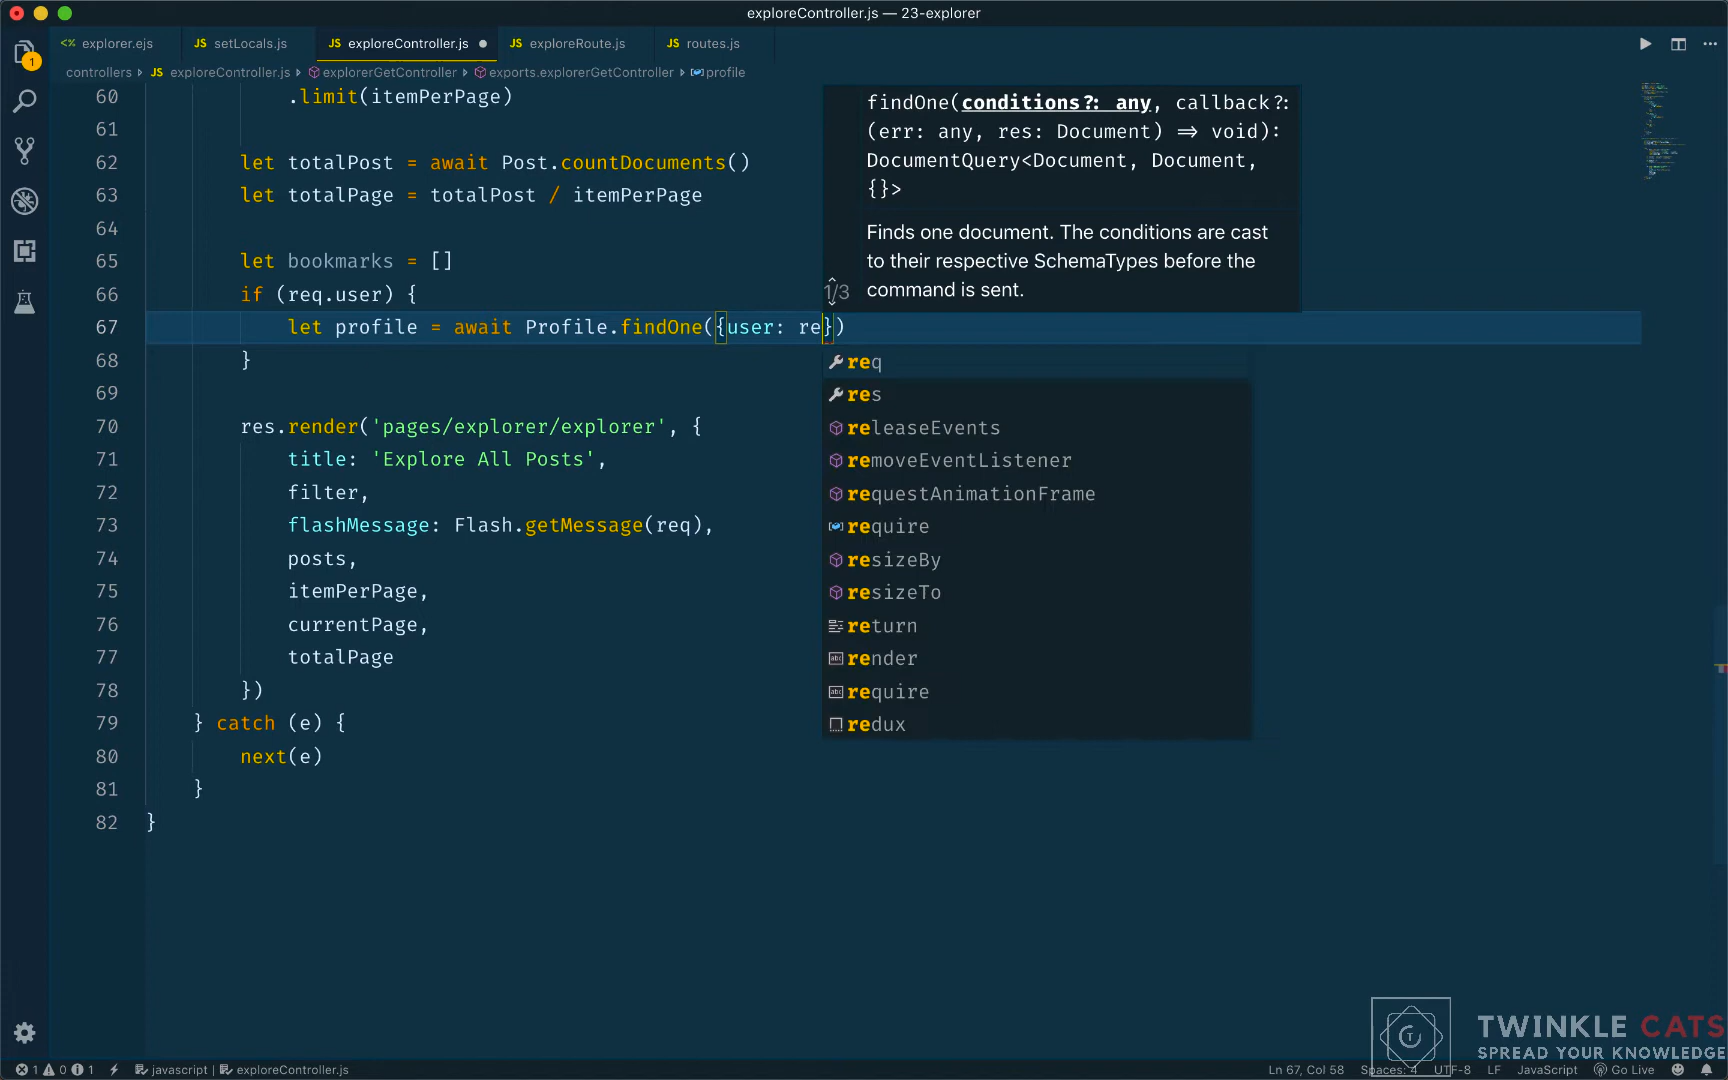 exploreController.js — 23-explorer
<% explorer.ejs JS setLocals.js JS exploreController.js ● JS exploreRoute.js JS routes.js
controllers › JS exploreController.js › explorerGetController › exports.explorerGetController › profile
1
60 .limit(itemPerPage)
61
62 let totalPost = await Post.countDocuments()
63 let totalPage = totalPost / itemPerPage
64
65 let bookmarks = []
66 if (req.user) {
67 let profile = await Profile.findOne({user: re})
68 }
69
70 res.render('pages/explorer/explorer', {
71 title: 'Explore All Posts',
72 filter,
73 flashMessage: Flash.getMessage(req),
74 posts,
75 itemPerPage,
76 currentPage,
77 totalPage
78 })
79 } catch (e) {
80 next(e)
81 }
82 }
findOne(conditions?: any, callback?:
(err: any, res: Document) ⇒ void):
DocumentQuery<Document, Document,
{}>
Finds one document. The conditions are cast
to their respective SchemaTypes before the
command is sent.
1/3
req
res
releaseEvents
removeEventListener
requestAnimationFrame
require
resizeBy
resizeTo
return
render
require
redux
TWINKLE CATS
SPREAD YOUR KNOWLEDGE
1 0 1 javascript | exploreController.js Ln 67, Col 58 Spaces: 4 UTF-8 LF JavaScript Go Live